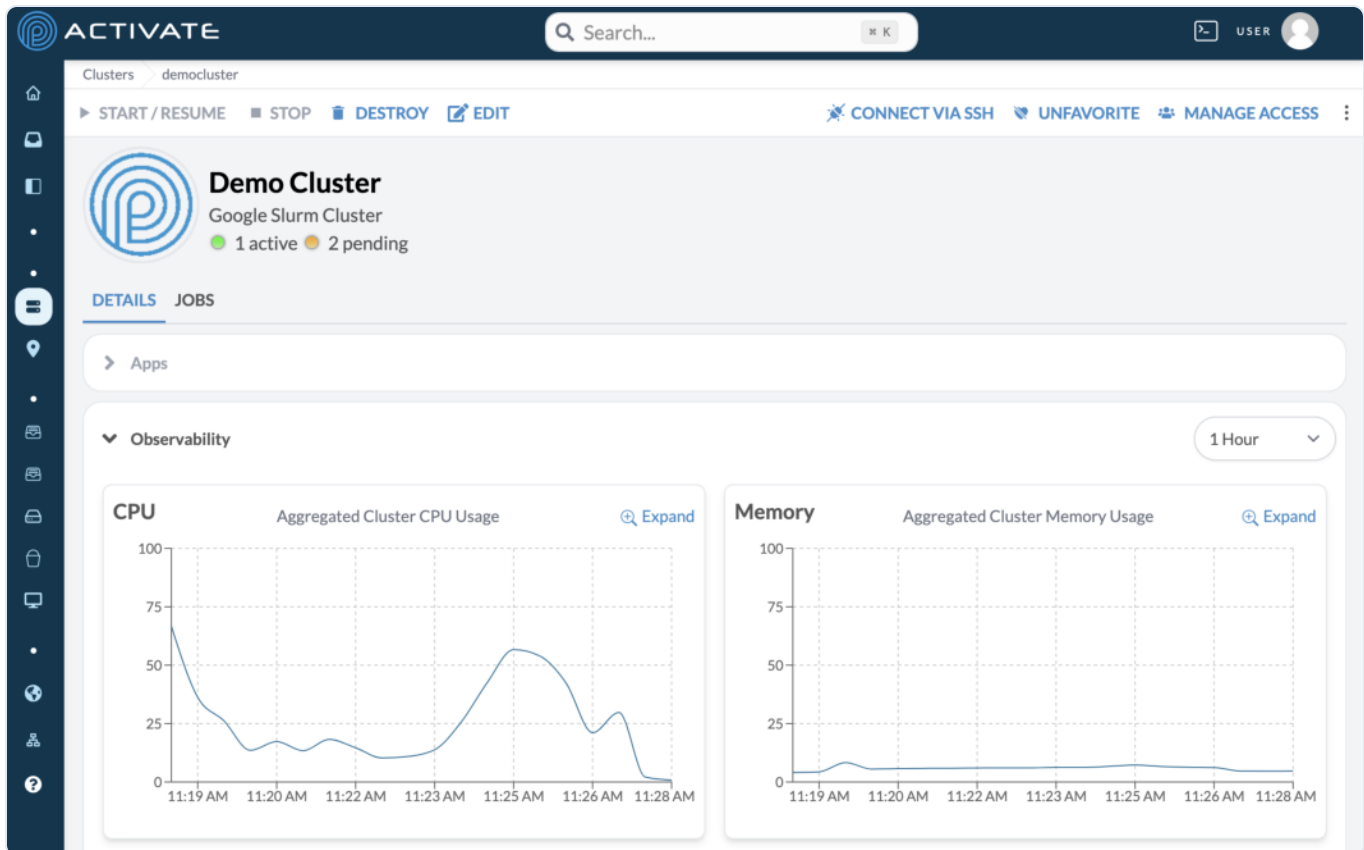 ACTIVATE
Search...
⌘ K
USER
Clusters democluster
START / RESUME STOP DESTROY EDIT CONNECT VIA SSH UNFAVORITE MANAGE ACCESS
Demo Cluster
Google Slurm Cluster
1 active 2 pending
DETAILS JOBS
Apps
Observability
1 Hour
CPU Aggregated Cluster CPU Usage Expand
100
75
50
25
0
11:19 AM 11:20 AM 11:22 AM 11:23 AM 11:25 AM 11:26 AM 11:28 AM
Memory Aggregated Cluster Memory Usage Expand
100
75
50
25
0
11:19 AM 11:20 AM 11:22 AM 11:23 AM 11:25 AM 11:26 AM 11:28 AM